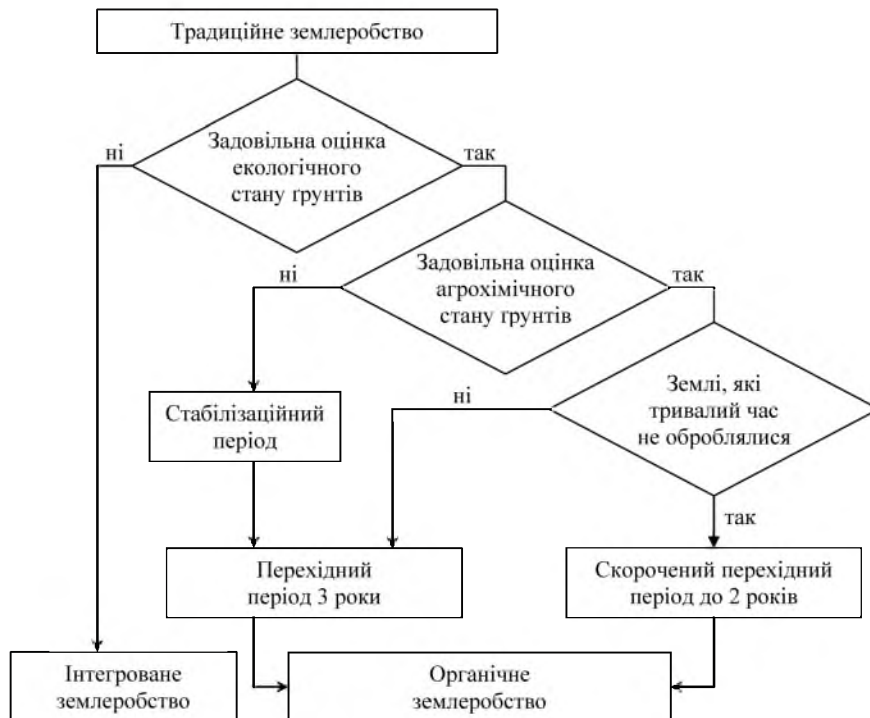 Традиційне землеробство
ні
Задовільна оцінка
екологічного
стану ґрунтів
так
ні
Задовільна оцінка
агрохімічного
стану ґрунтів
так
Стабілізаційний
період
ні
Землі, які
тривалий час
не оброблялися
так
Перехідний
період 3 роки
Скорочений перехідний
період до 2 років
Інтегроване
землеробство
Органічне
землеробство